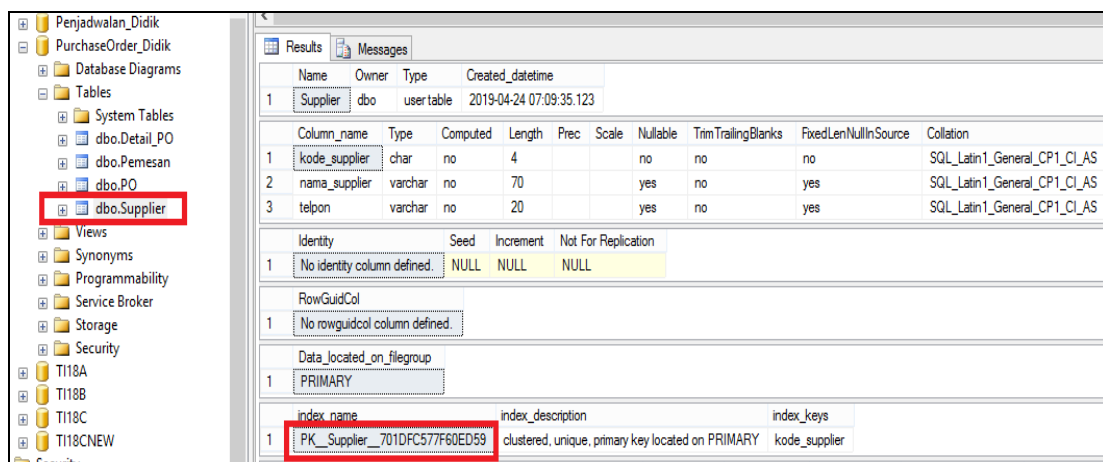 Penjadwalan_Didik
PurchaseOrder_Didik
Database Diagrams
Tables
System Tables
dbo.Detail_PO
dbo.Pemesan
dbo.PO
dbo.Supplier
Views
Synonyms
Programmability
Service Broker
Storage
Security
TI18A
TI18B
TI18C
TI18CNEW
Results Messages
Name Owner Type Created_datetime
1 Supplier dbo user table 2019-04-24 07:09:35.123
Column_name Type Computed Length Prec Scale Nullable TrimTrailingBlanks FixedLenNullInSource Collation
1 kode_supplier char no 4 no no no SQL_Latin1_General_CP1_CI_AS
2 nama_supplier varchar no 70 yes no yes SQL_Latin1_General_CP1_CI_AS
3 telpon varchar no 20 yes no yes SQL_Latin1_General_CP1_CI_AS
Identity Seed Increment Not For Replication
1 No identity column defined. NULL NULL NULL
RowGuidCol
1 No rowguidcol column defined.
Data_located_on_filegroup
1 PRIMARY
index_name index_description index_keys
1 PK__Supplier__701DFC577F60ED59 clustered, unique, primary key located on PRIMARY kode_supplier